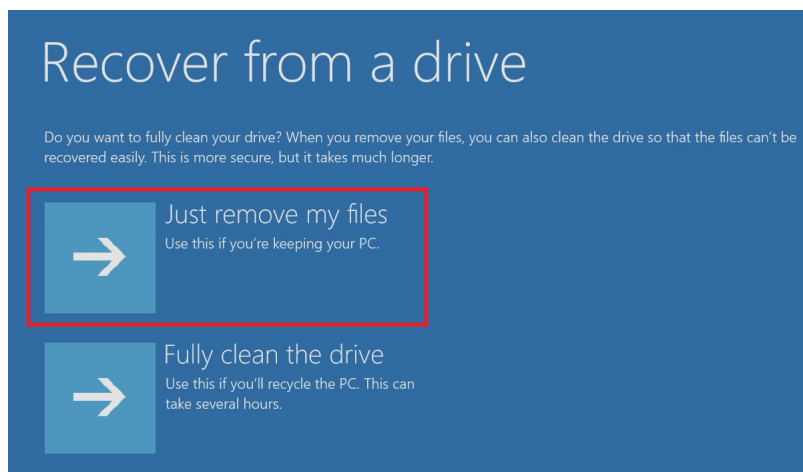 Recover from a drive
Do you want to fully clean your drive? When you remove your files, you can also clean the drive so that the files can't be
recovered easily. This is more secure, but it takes much longer.
Just remove my files
Use this if you're keeping your PC.
Fully clean the drive
Use this if you'll recycle the PC. This can
take several hours.